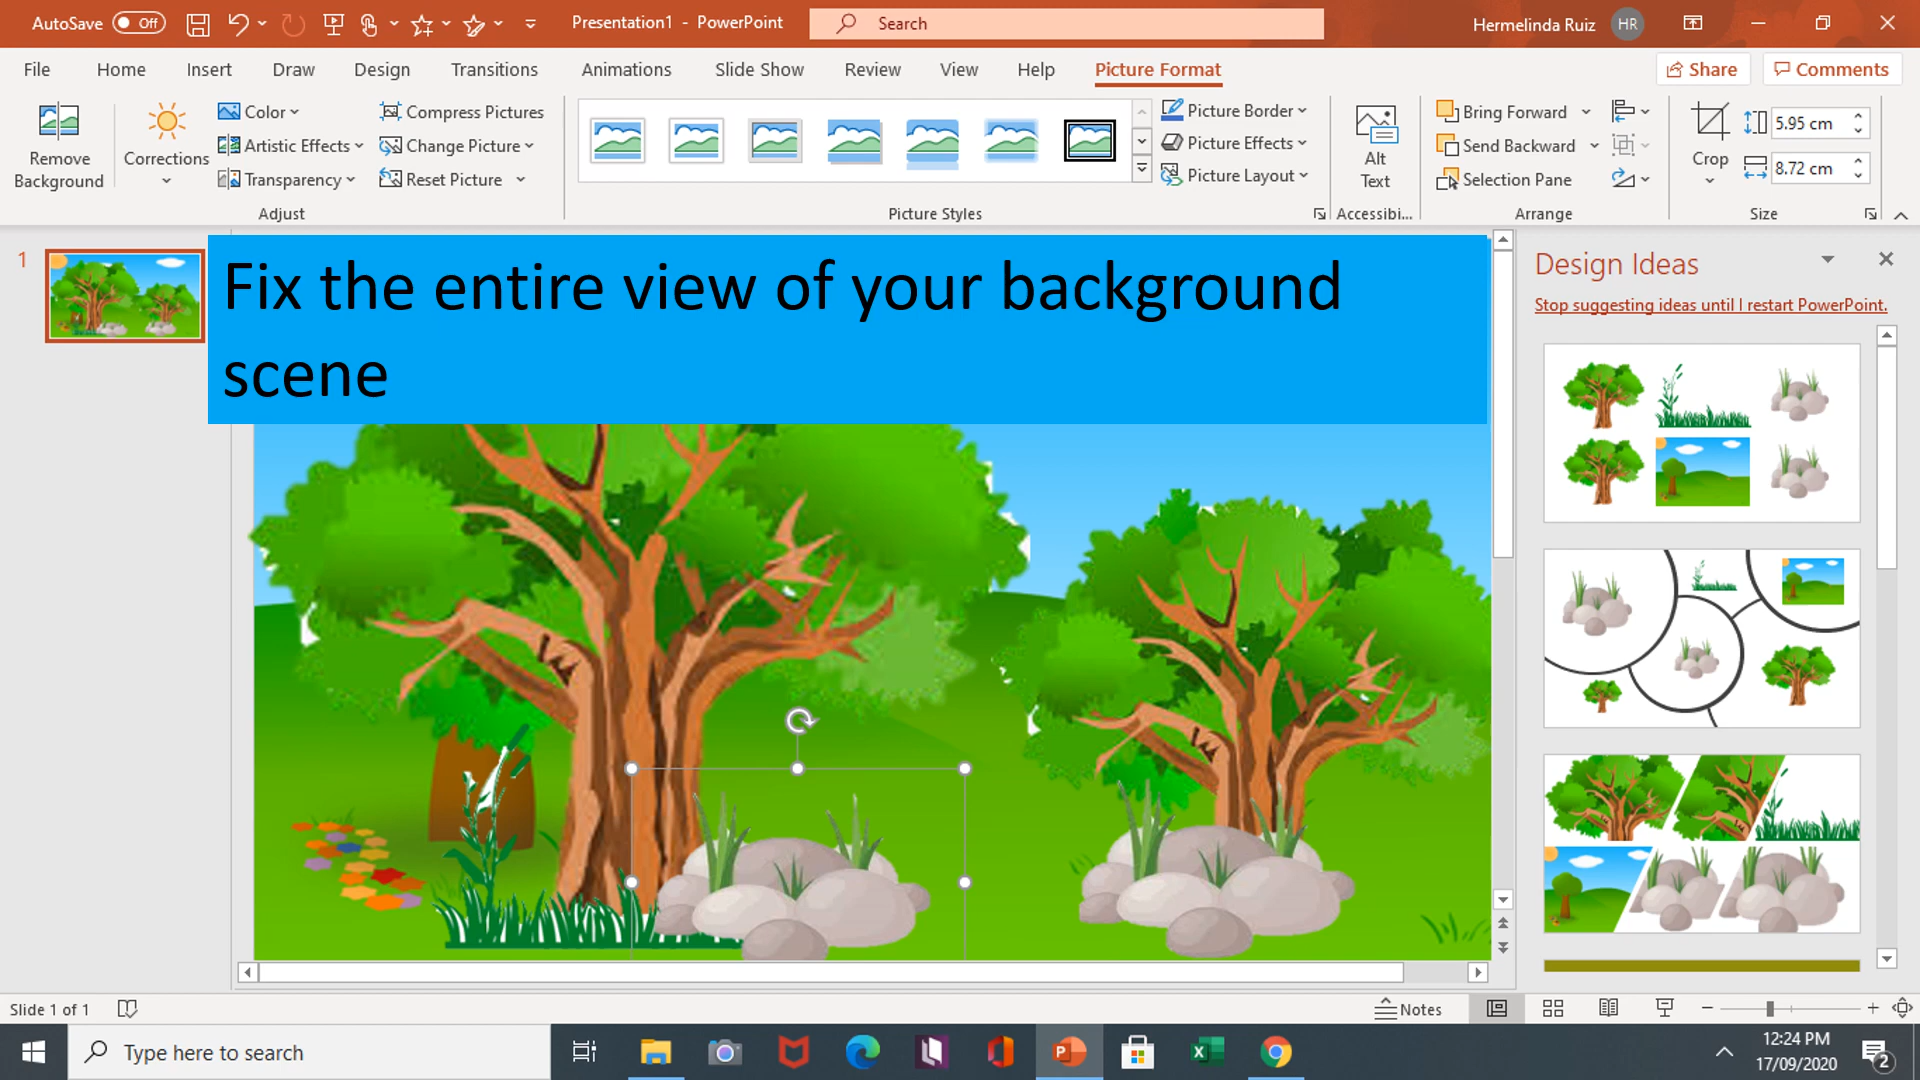 AutoSave Off Presentation1 - PowerPoint Search Hermelinda Ruiz HR
File Home Insert Draw Design Transitions Animations Slide Show Review View Help Picture Format Share Comments
Remove Background
Corrections
Color
Artistic Effects
Transparency
Compress Pictures
Change Picture
Reset Picture
Adjust
Picture Styles
Picture Border
Picture Effects
Picture Layout
Alt Text
Accessibi...
Bring Forward
Send Backward
Selection Pane
Arrange
Crop
5.95 cm
8.72 cm
Size
1
Fix the entire view of your background
scene
Design Ideas
Stop suggesting ideas until I restart PowerPoint.
Slide 1 of 1
Notes
Type here to search
12:24 PM
17/09/2020
2